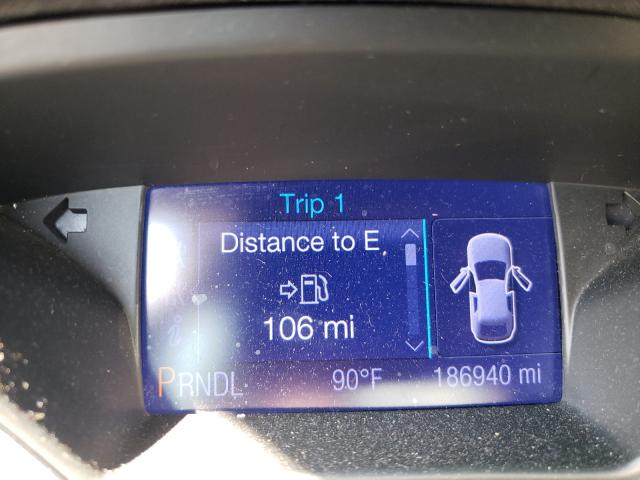 Trip 1
Distance to E
106 mi
PRNDL 90°F 186940 mi